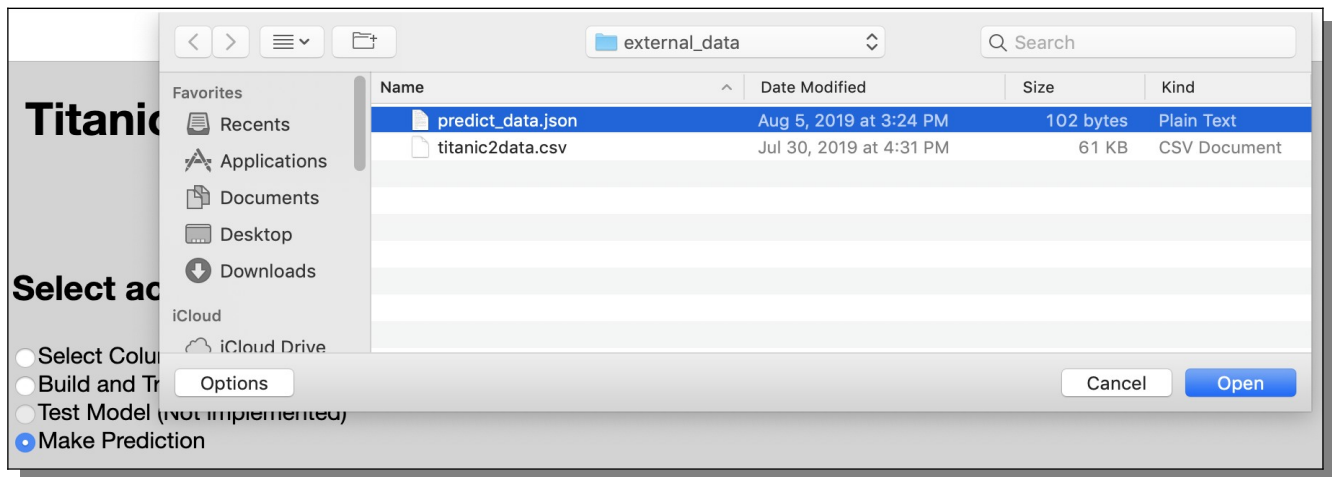 external_data
Search
Titanic
Favorites
Recents
Applications
Documents
Desktop
Downloads
iCloud
iCloud Drive
Name Date Modified Size Kind
predict_data.json Aug 5, 2019 at 3:24 PM 102 bytes Plain Text
titanic2data.csv Jul 30, 2019 at 4:31 PM 61 KB CSV Document
Options Cancel Open
Select ac
Select Colu
Build and Tr
Test Model (Not Implemented)
Make Prediction